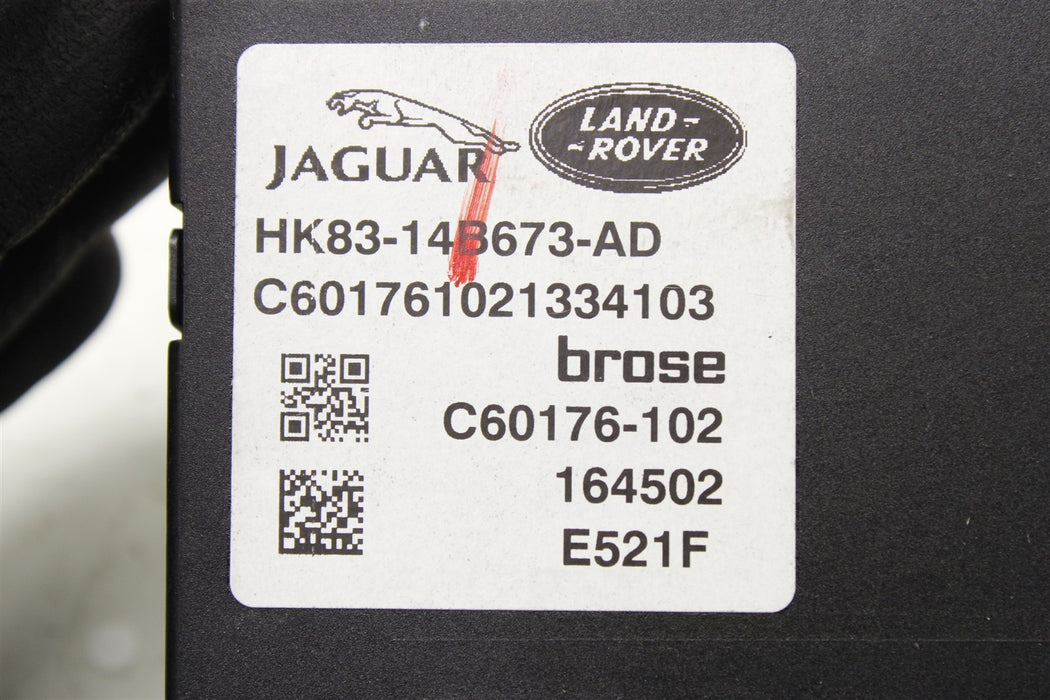 JAGUAR
LAND-
-ROVER
HK83-14B673-AD
C601761021334103
brose
C60176-102
164502
E521F